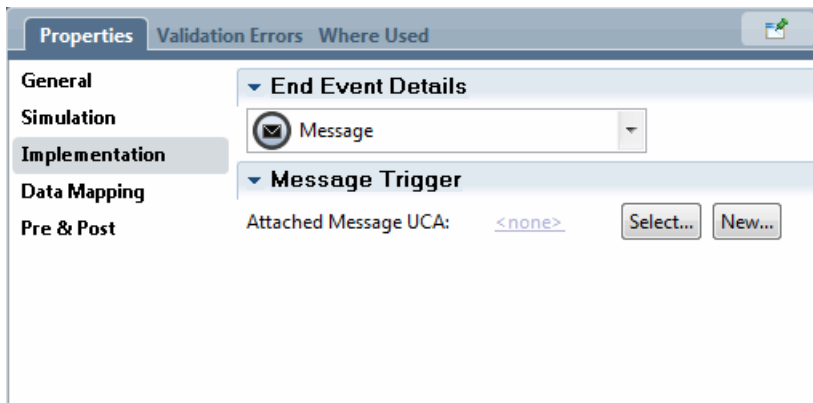 Properties Validation Errors Where Used
General
Simulation
Implementation
Data Mapping
Pre & Post
End Event Details
Message
Message Trigger
Attached Message UCA: <none> Select... New...